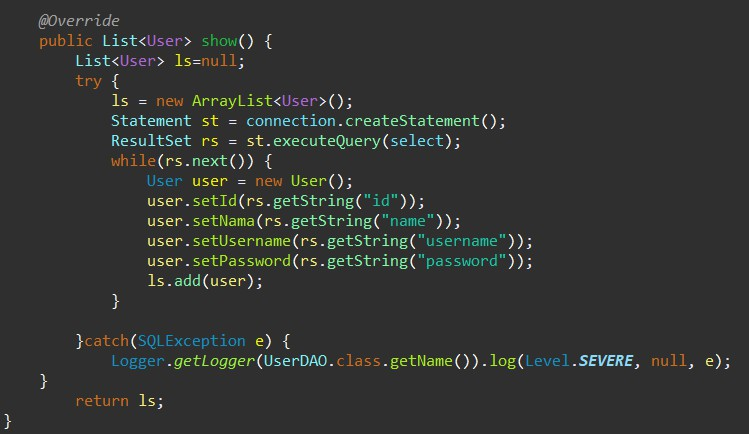 @Override
public List<User> show() {
List<User> ls=null;
try {
ls = new ArrayList<User>();
Statement st = connection.createStatement();
ResultSet rs = st.executeQuery(select);
while(rs.next()) {
User user = new User();
user.setId(rs.getString("id"));
user.setNama(rs.getString("name"));
user.setUsername(rs.getString("username"));
user.setPassword(rs.getString("password"));
ls.add(user);
}
}catch(SQLException e) {
Logger.getLogger(UserDAO.class.getName()).log(Level.SEVERE, null, e);
}
return ls;
}